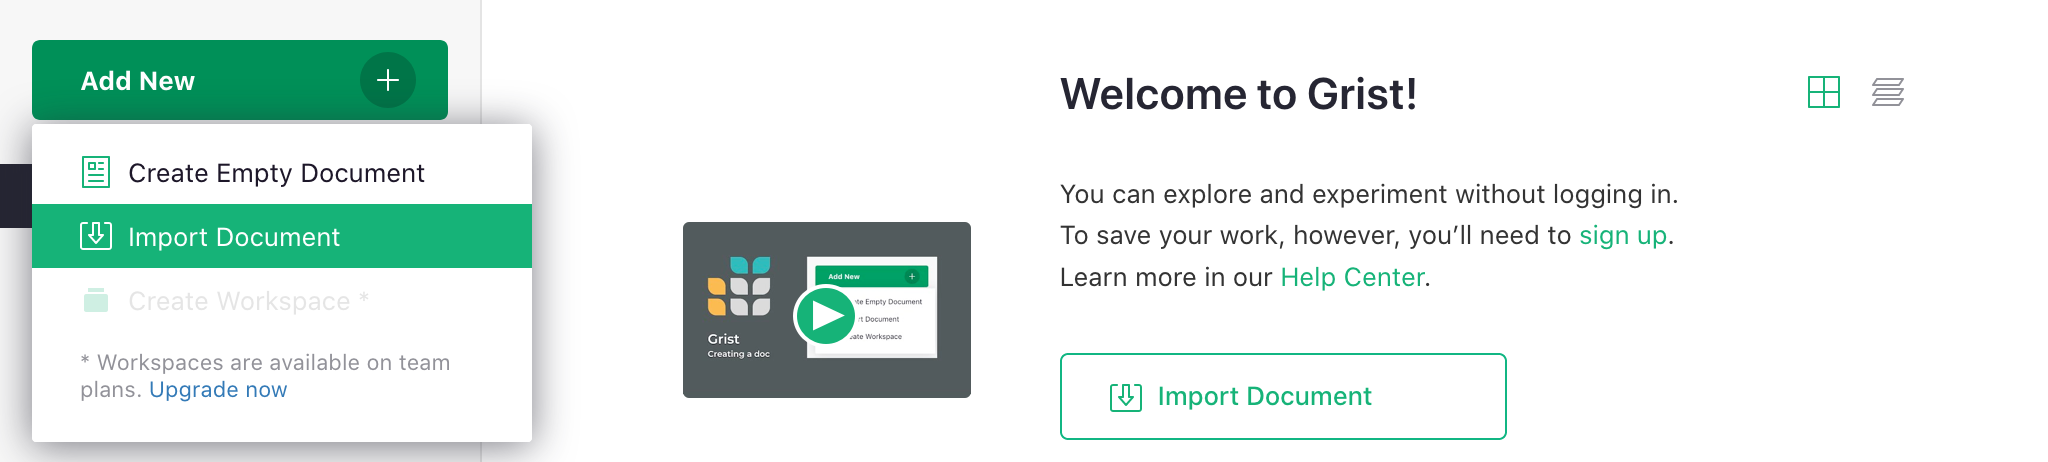 Add New
Create Empty Document
Import Document
Create Workspace *
* Workspaces are available on team
plans. Upgrade now
Welcome to Grist!
You can explore and experiment without logging in.
To save your work, however, you’ll need to sign up.
Learn more in our Help Center.
Grist
Creating a doc
Add New
te Empty Document
rt Document
ate Workspace
Import Document